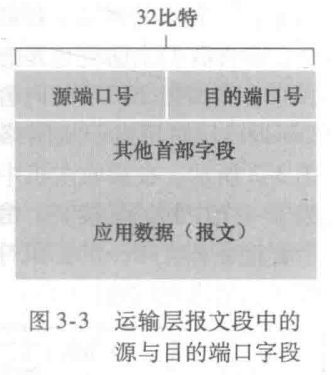 32比特
源端口号 目的端口号
其他首部字段
应用数据（报文）
图3-3 运输层报文段中的
源与目的端口字段